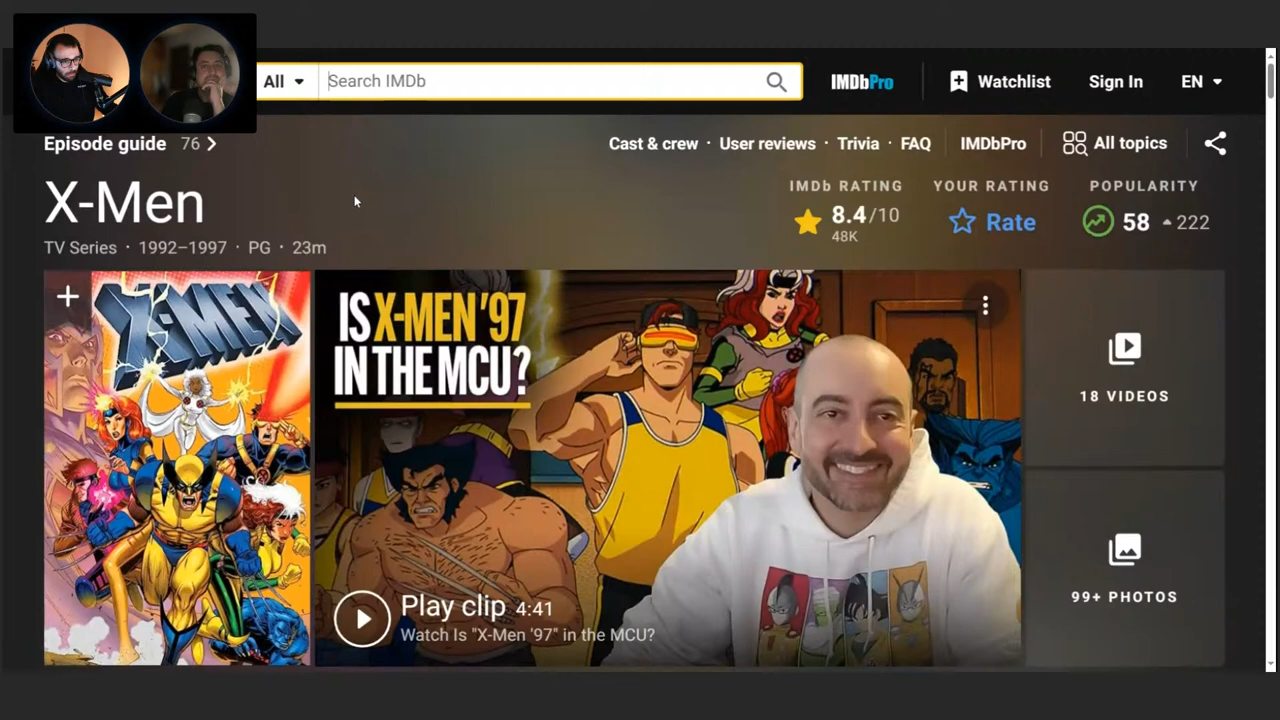 All
Search IMDb
IMDbPro
Watchlist
Sign In
EN
Episode guide 76
Cast & crew · User reviews · Trivia · FAQ
IMDbPro
All topics
X-Men
TV Series · 1992–1997 · PG · 23m
IMDb RATING
8.4/10
48K
YOUR RATING
Rate
POPULARITY
58 222
X-MEN
IS X-MEN '97
IN THE MCU?
Play clip 4:41
Watch Is "X-Men '97" in the MCU?
18 VIDEOS
99+ PHOTOS